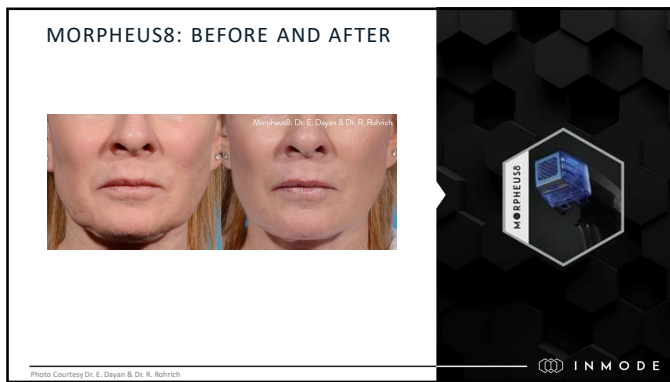 MORPHEUS8: BEFORE AND AFTER
Morpheus8: Dr. E. Dayan & Dr. R. Rohrich
MORPHEUS8
Photo Courtesy Dr. E. Dayan & Dr. R. Rohrich
INMODE